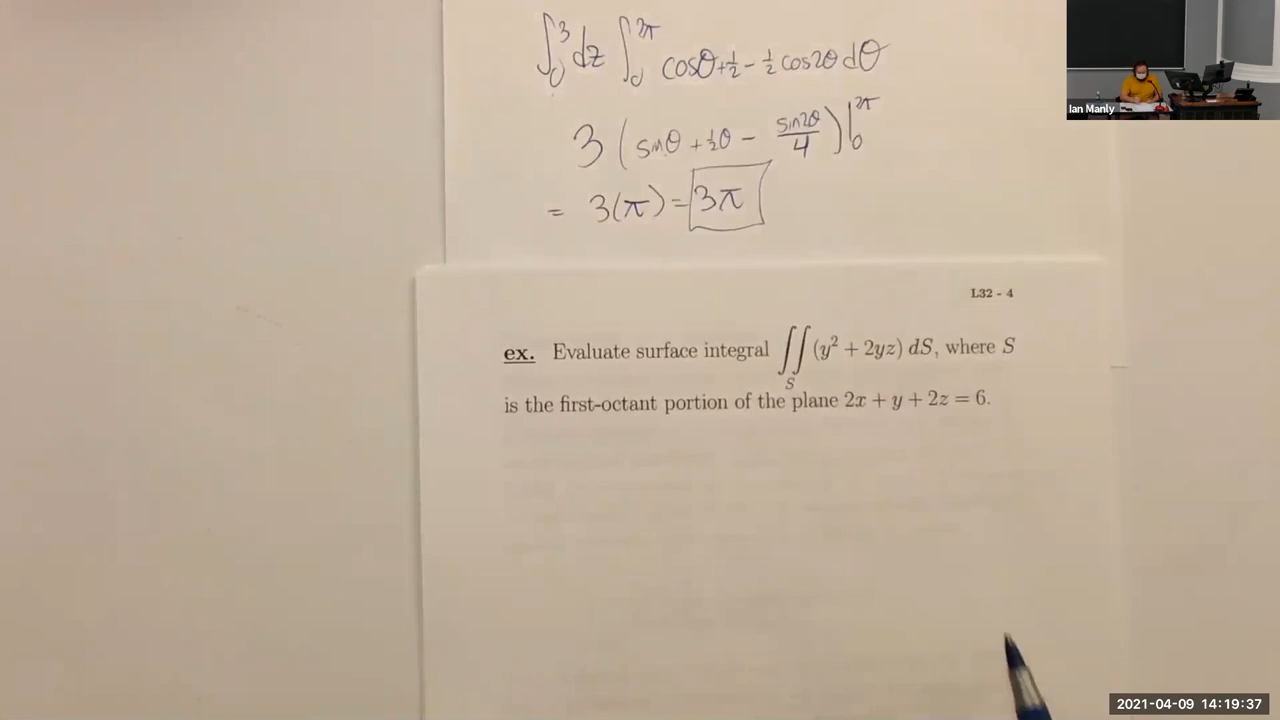 ∫₀³ dz ∫₀^{2π} cosθ + ½ − ½ cos2θ dθ
3 ( sinθ + ½θ − sin2θ/4 ) |₀^{2π}
= 3(π) = 3π
Ian Manly
L32 - 4
ex. Evaluate surface integral ∬_S (y² + 2yz) dS, where S
is the first-octant portion of the plane 2x + y + 2z = 6.
2021-04-09 14:19:37